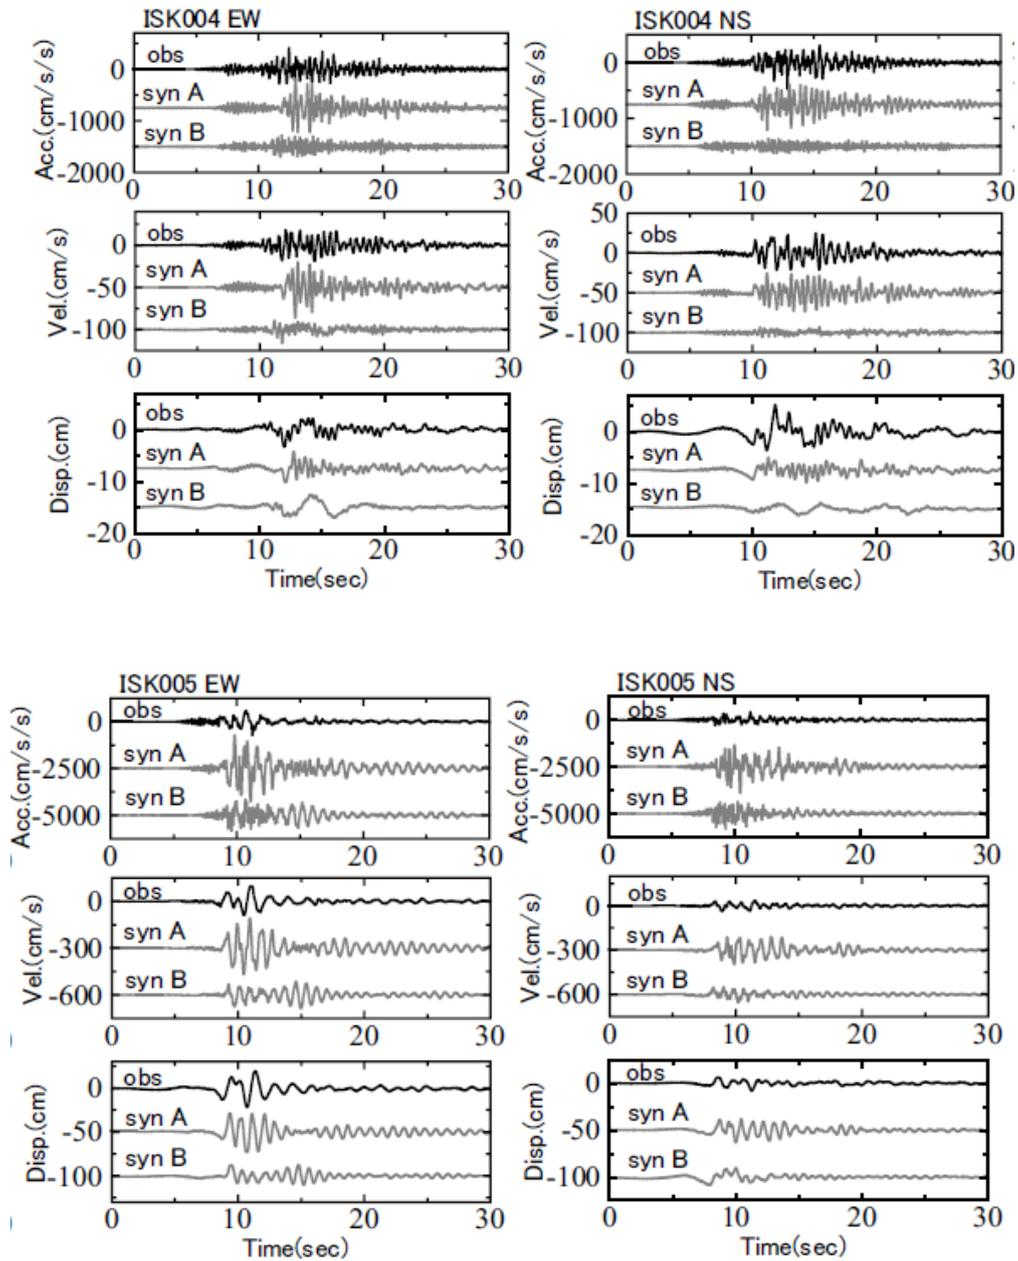 ISK004 EW
Acc.(cm/s/s)
0
-1000
-2000
obs
syn A
syn B
0 10 20 30
Vel.(cm/s)
0
-50
-100
obs
syn A
syn B
0 10 20 30
Disp.(cm)
0
-10
-20
obs
syn A
syn B
0 10 20 30
Time(sec)
ISK004 NS
Acc.(cm/s/s)
0
-1000
-2000
obs
syn A
syn B
0 10 20 30
Vel.(cm/s)
50
0
-50
-100
obs
syn A
syn B
0 10 20 30
Disp.(cm)
0
-10
-20
obs
syn A
syn B
0 10 20 30
Time(sec)
ISK005 EW
Acc.(cm/s/s)
0
-2500
-5000
obs
syn A
syn B
0 10 20 30
Vel.(cm/s)
0
-300
-600
obs
syn A
syn B
0 10 20 30
Disp.(cm)
0
-50
-100
obs
syn A
syn B
0 10 20 30
Time(sec)
ISK005 NS
Acc.(cm/s/s)
0
-2500
-5000
obs
syn A
syn B
0 10 20 30
Vel.(cm/s)
0
-300
-600
obs
syn A
syn B
0 10 20 30
Disp.(cm)
0
-50
-100
obs
syn A
syn B
0 10 20 30
Time(sec)